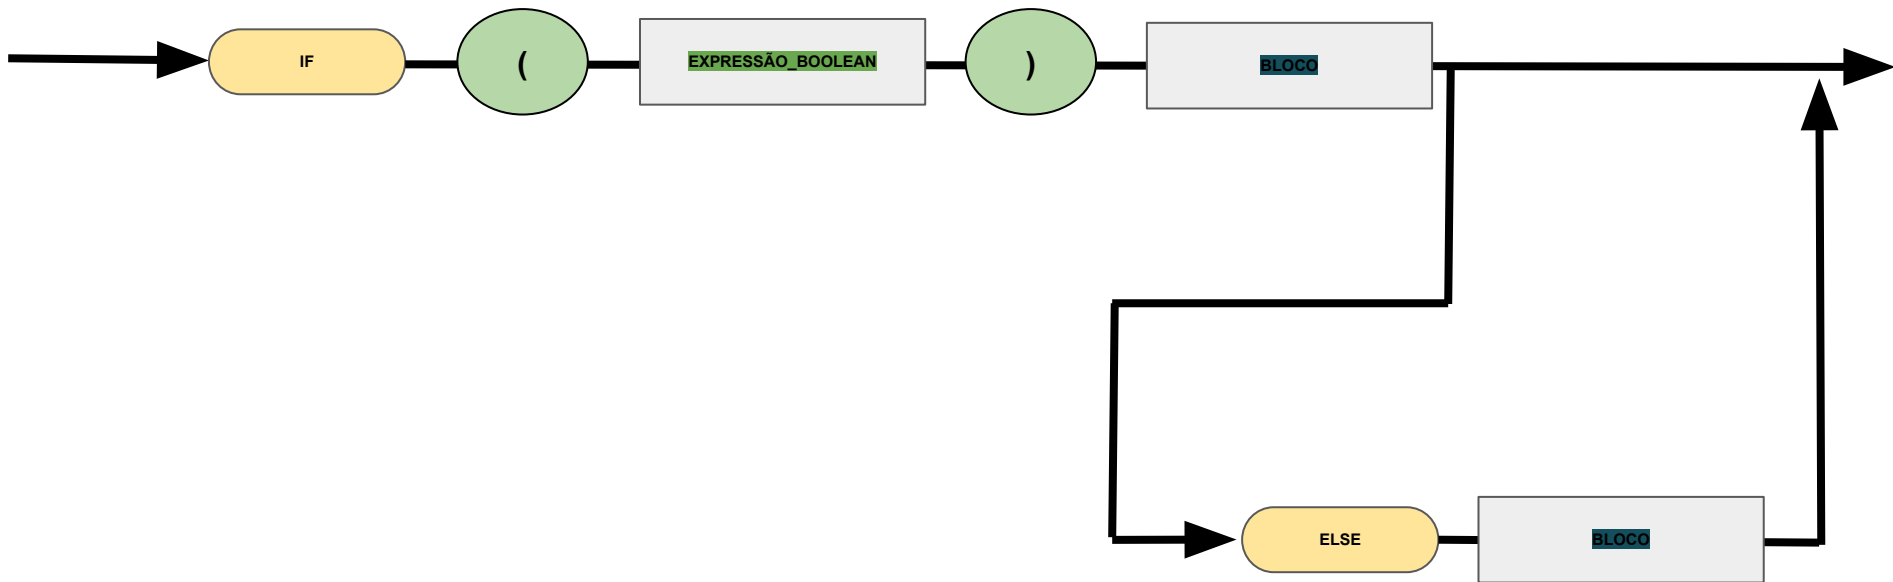 IF
(
EXPRESSÃO_BOOLEAN
)
BLOCO
ELSE
BLOCO